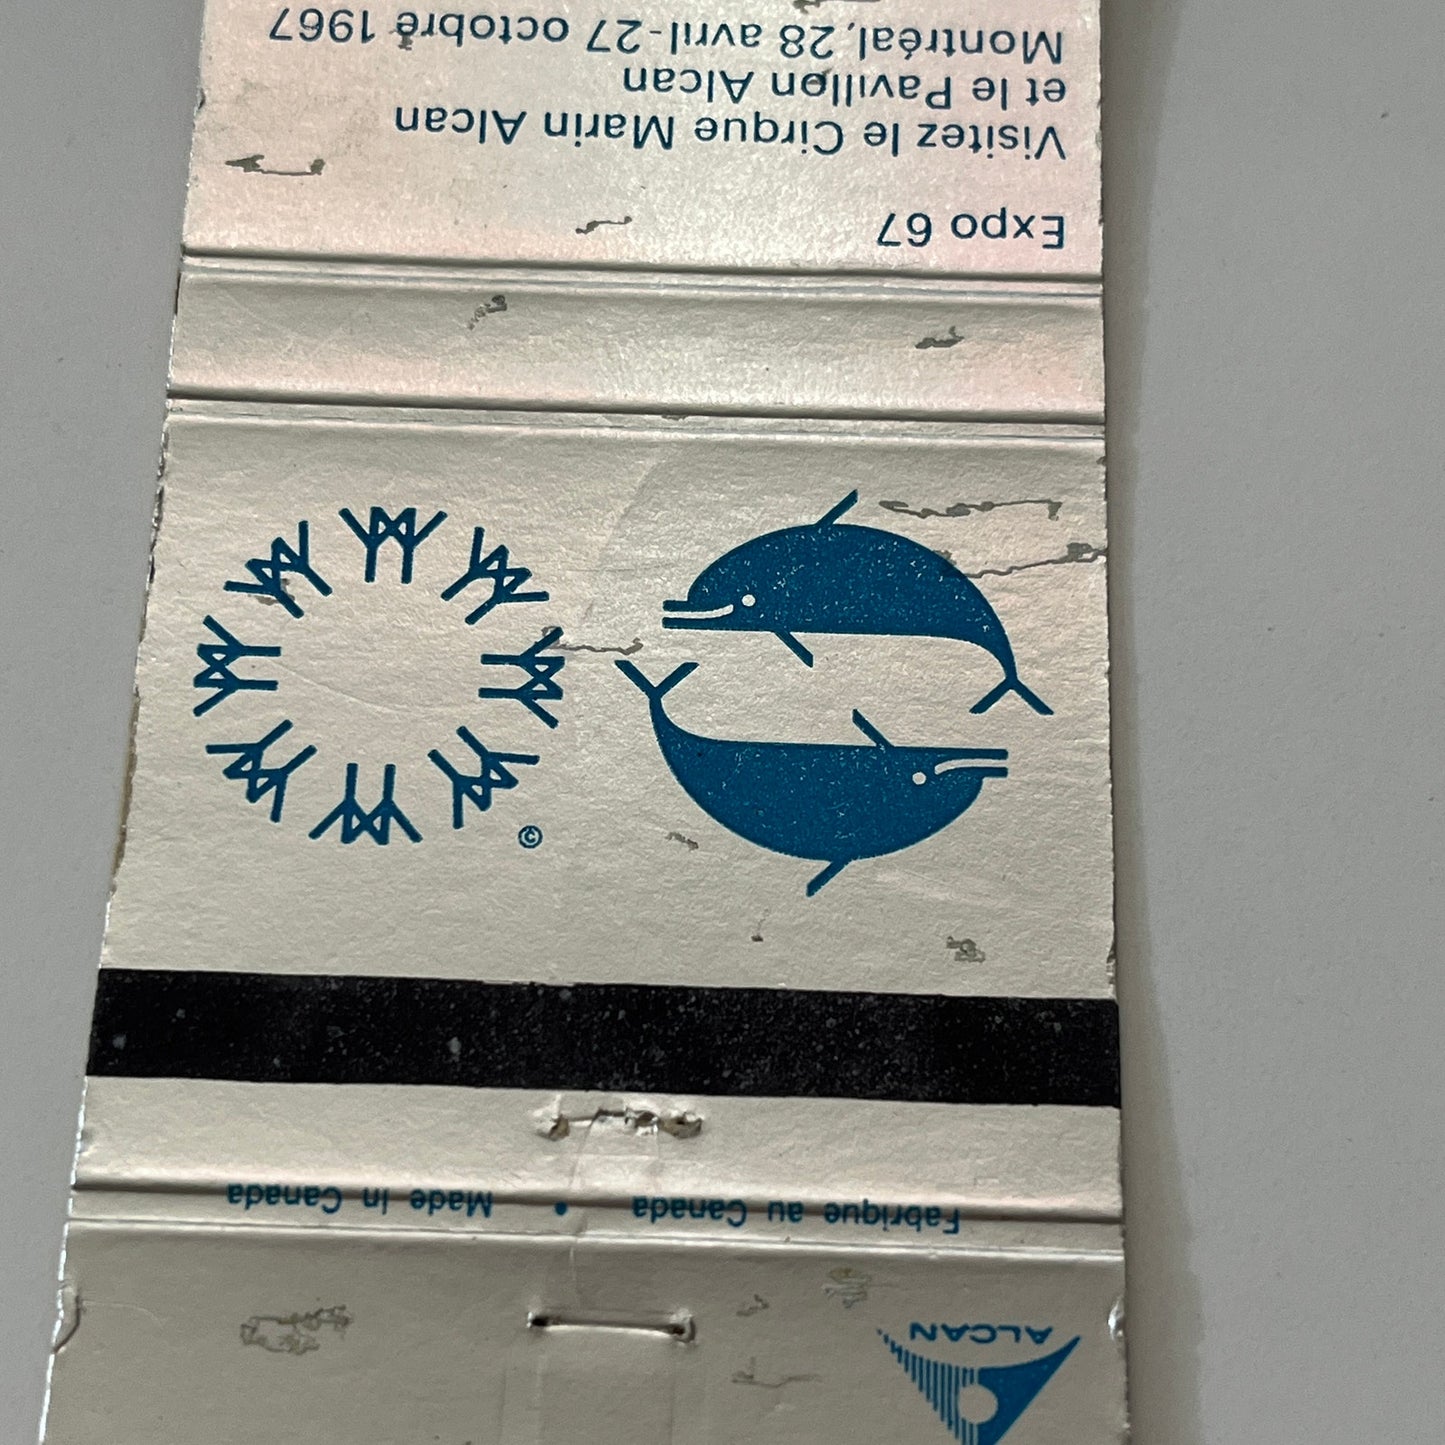 Expo 67
Visitez le Cirque Marin Alcan
et le Pavillon Alcan
Montréal, 28 avril-27 octobre 1967
©
Fabriqué au Canada • Made in Canada
ALCAN